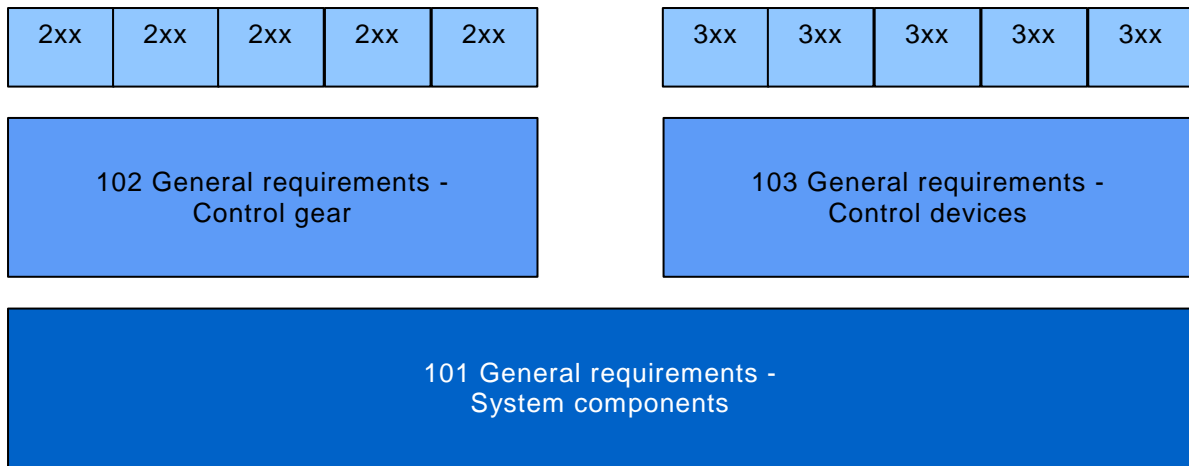 2xx 2xx 2xx 2xx 2xx 3xx 3xx 3xx 3xx 3xx
102 General requirements -
Control gear
103 General requirements -
Control devices
101 General requirements -
System components